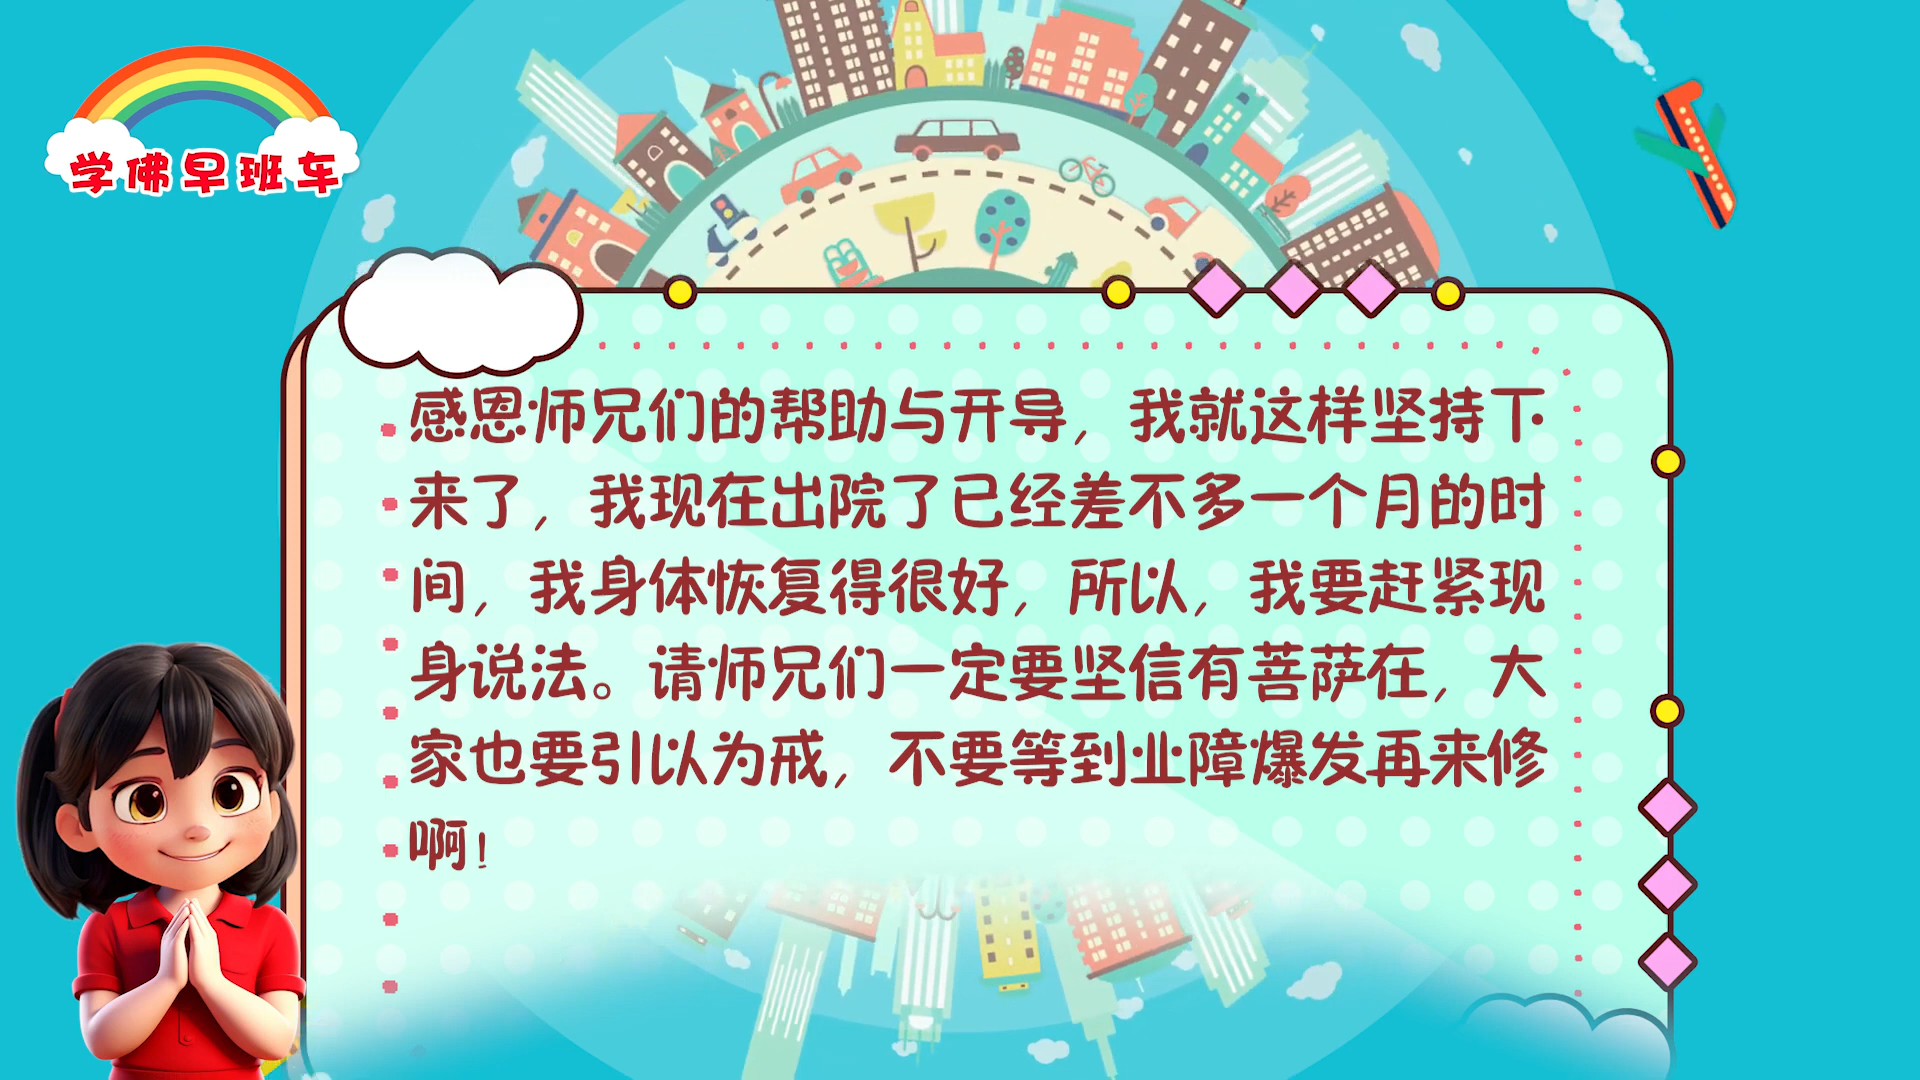 学佛早班车
感恩师兄们的帮助与开导，我就这样坚持下
来了，我现在出院了已经差不多一个月的时
间，我身体恢复得很好，所以，我要赶紧现
身说法。请师兄们一定要坚信有菩萨在，大
家也要引以为戒，不要等到业障爆发再来修
啊！